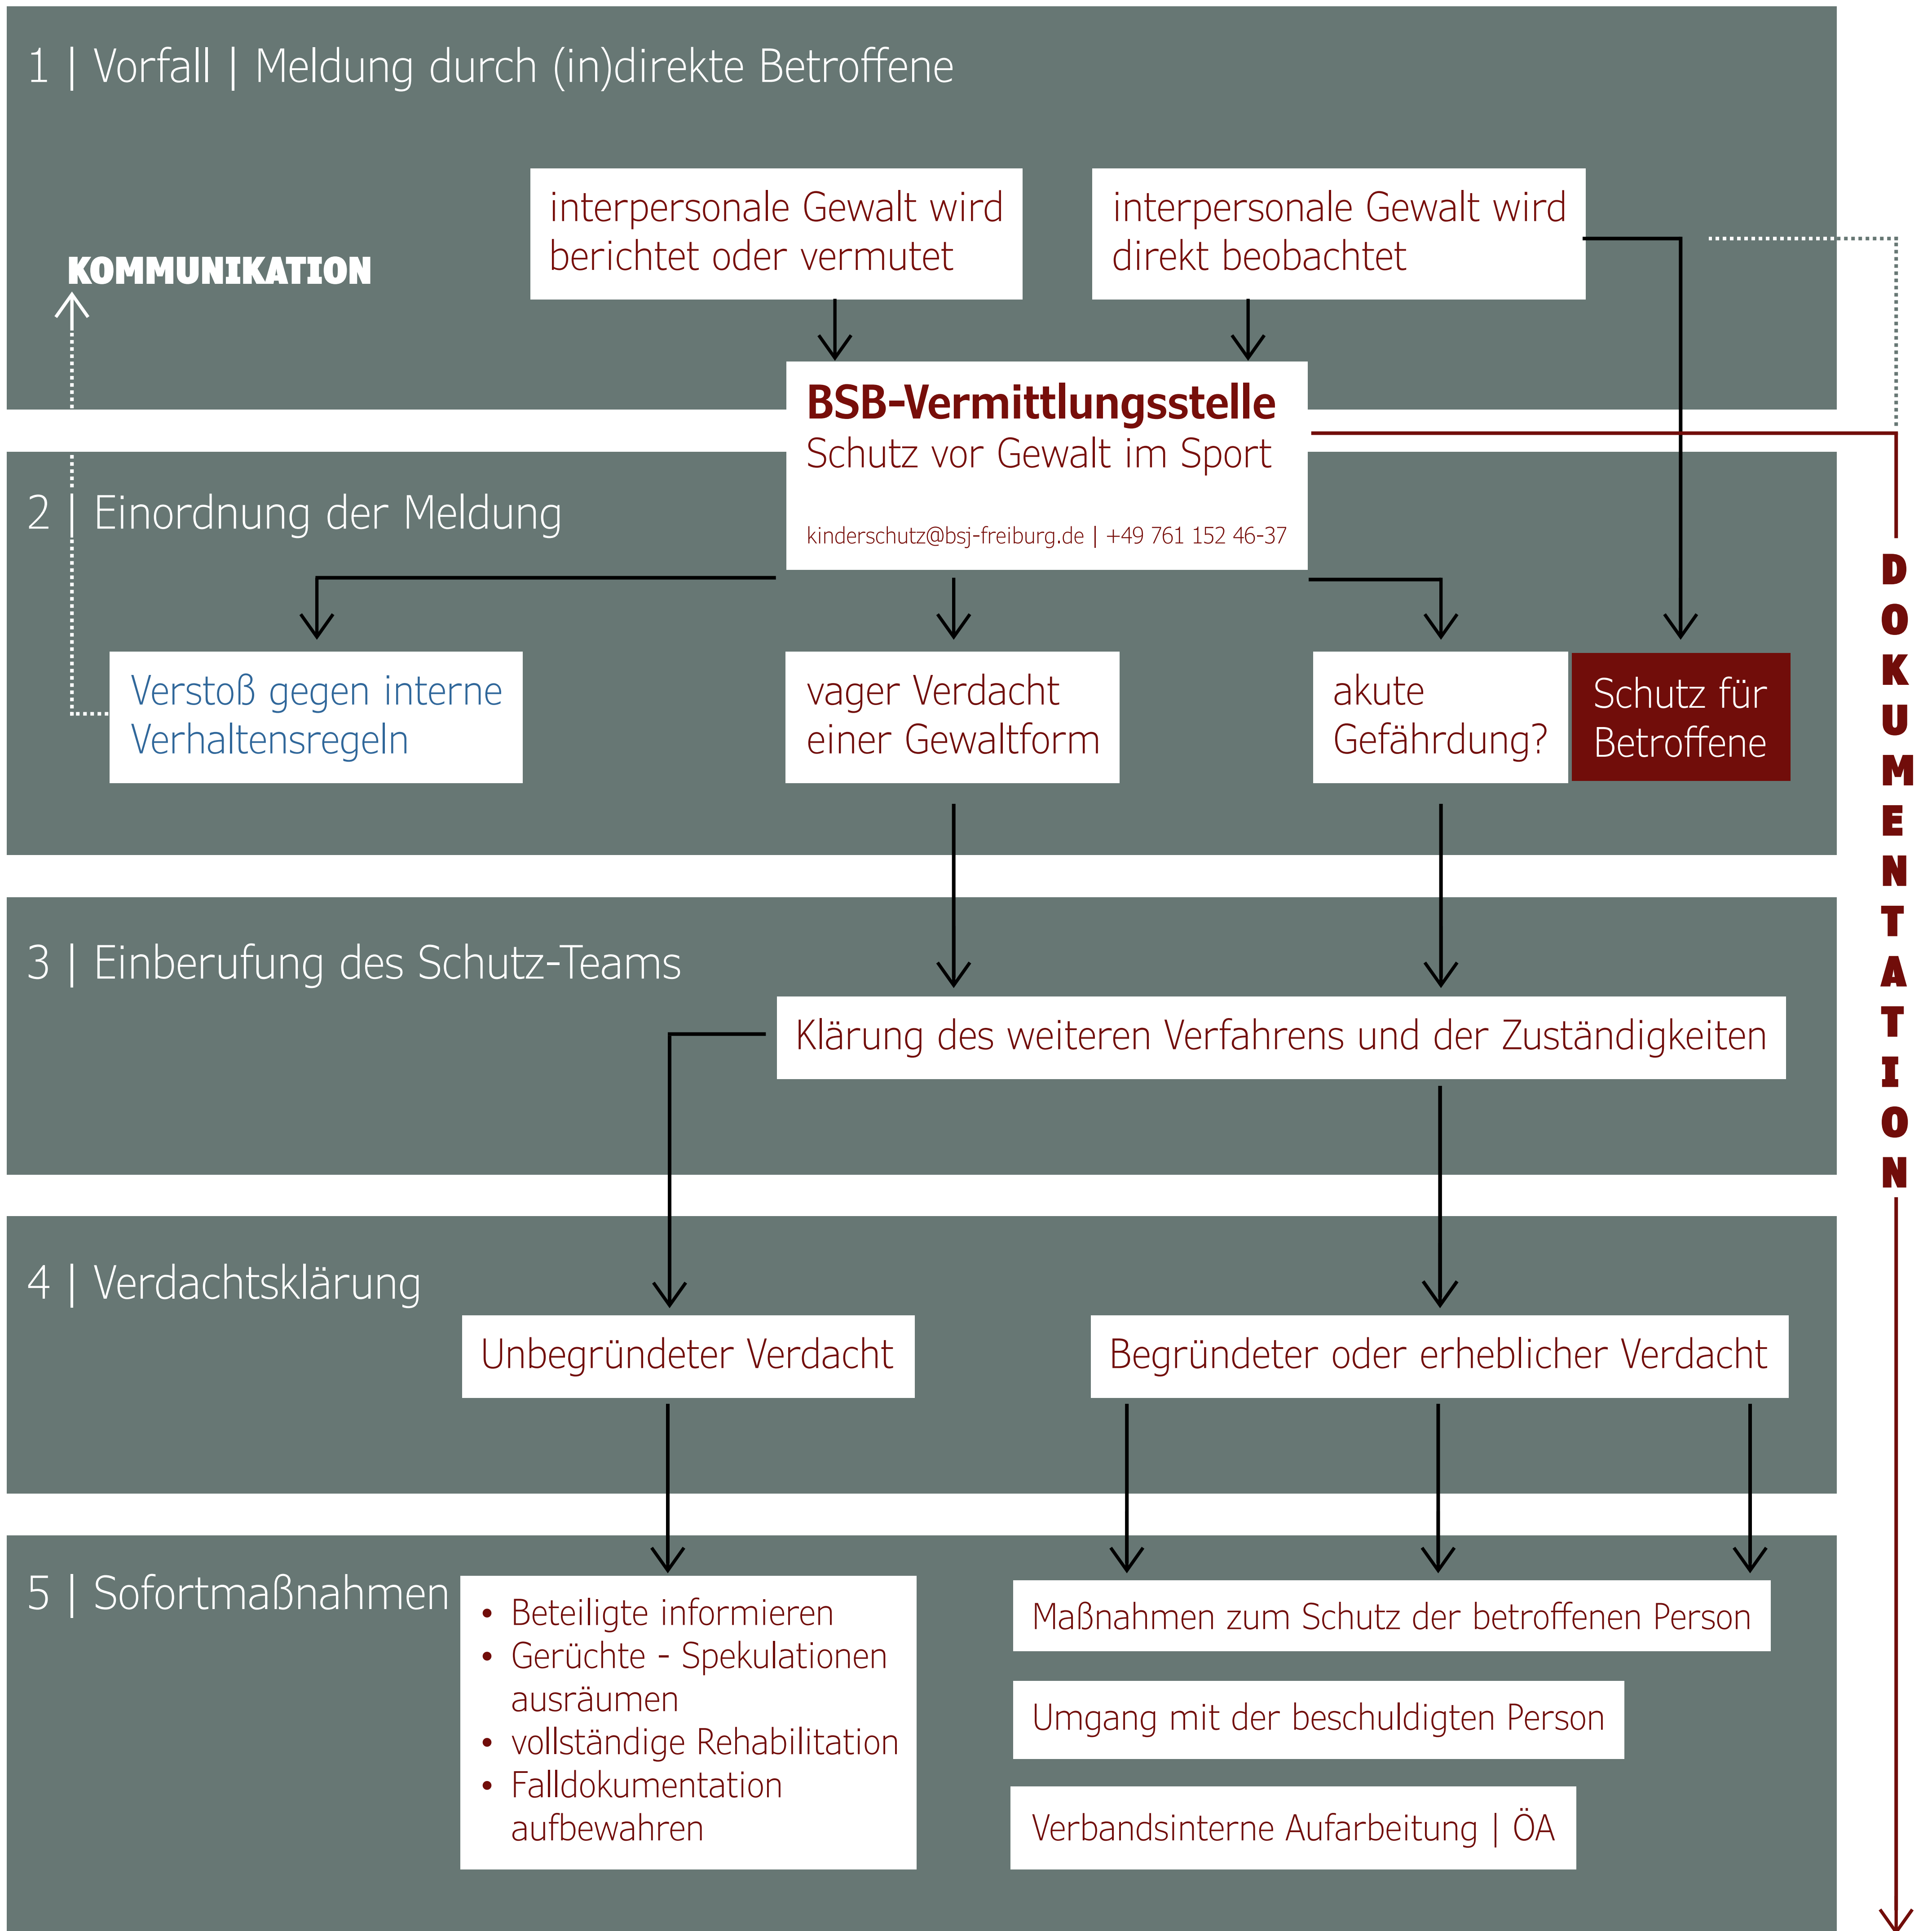 1 | Vorfall | Meldung durch (in)direkte Betroffene
interpersonale Gewalt wird
berichtet oder vermutet
interpersonale Gewalt wird
direkt beobachtet
KOMMUNIKATION
BSB-Vermittlungsstelle
Schutz vor Gewalt im Sport
kinderschutz@bsj-freiburg.de | +49 761 152 46-37
2 | Einordnung der Meldung
Verstoß gegen interne
Verhaltensregeln
vager Verdacht
einer Gewaltform
akute
Gefährdung?
Schutz für
Betroffene
DOKUMENTATION
3 | Einberufung des Schutz-Teams
Klärung des weiteren Verfahrens und der Zuständigkeiten
4 | Verdachtsklärung
Unbegründeter Verdacht
Begründeter oder erheblicher Verdacht
5 | Sofortmaßnahmen
• Beteiligte informieren
• Gerüchte - Spekulationen
ausräumen
• vollständige Rehabilitation
• Falldokumentation
aufbewahren
Maßnahmen zum Schutz der betroffenen Person
Umgang mit der beschuldigten Person
Verbandsinterne Aufarbeitung | ÖA